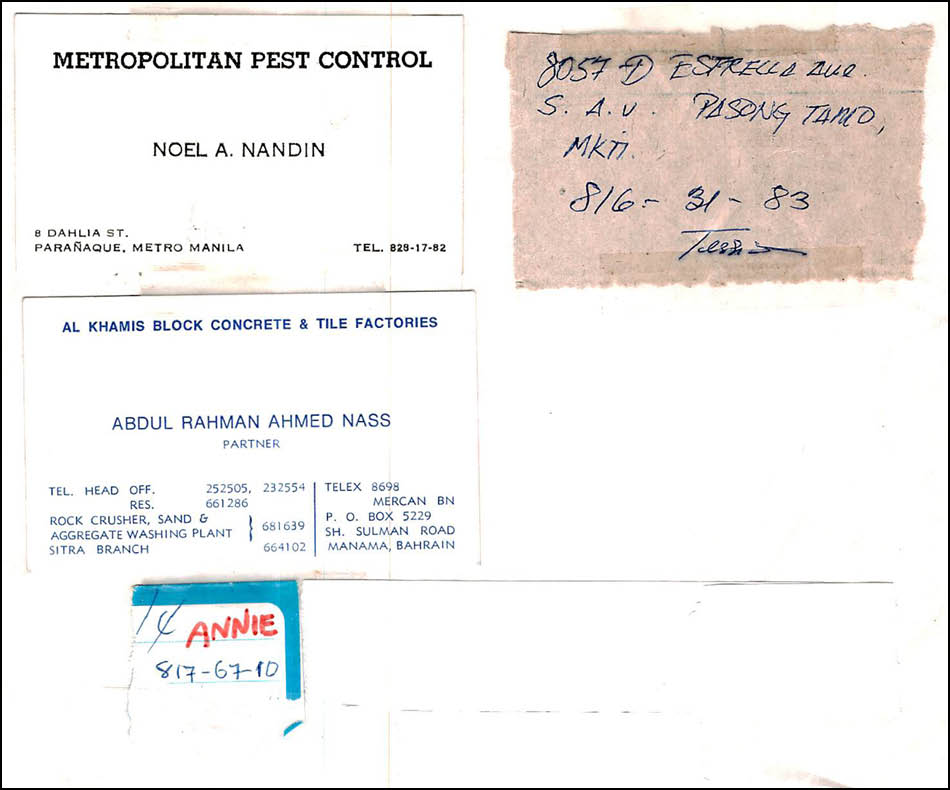 METROPOLITAN PEST CONTROL
NOEL A. NANDIN
8 DAHLIA ST.
PARAÑAQUE, METRO MANILA
TEL. 828-17-82
8057 D ESTRELLA AVE.
S. A. V. PASONG TAMO,
MKTI.
816 - 31 - 83
AL KHAMIS BLOCK CONCRETE & TILE FACTORIES
ABDUL RAHMAN AHMED NASS
PARTNER
TEL. HEAD OFF. 252505, 232554
RES. 661286
ROCK CRUSHER, SAND &
AGGREGATE WASHING PLANT } 681639
SITRA BRANCH 664102
TELEX 8698
MERCAN BN
P. O. BOX 5229
SH. SULMAN ROAD
MANAMA, BAHRAIN
ANNIE
817-67-10